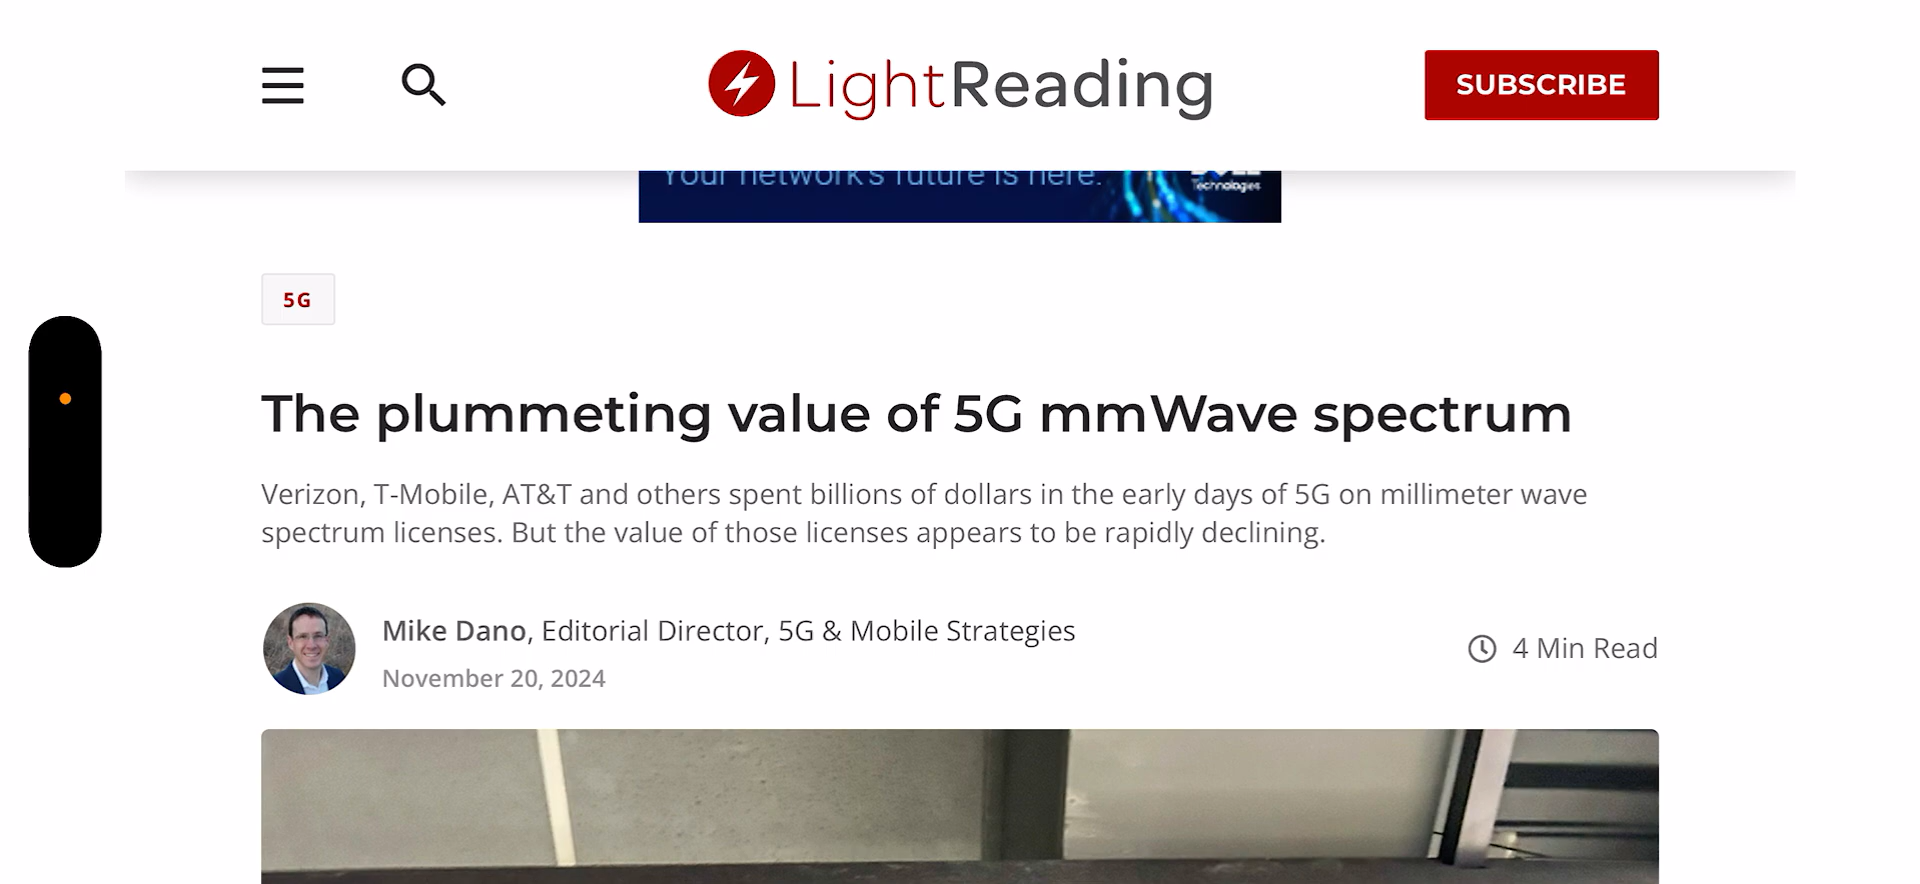 LightReading
SUBSCRIBE
Your network's future is here.
Technologies
5G
The plummeting value of 5G mmWave spectrum
Verizon, T-Mobile, AT&T and others spent billions of dollars in the early days of 5G on millimeter wave
spectrum licenses. But the value of those licenses appears to be rapidly declining.
Mike Dano, Editorial Director, 5G & Mobile Strategies
November 20, 2024
4 Min Read